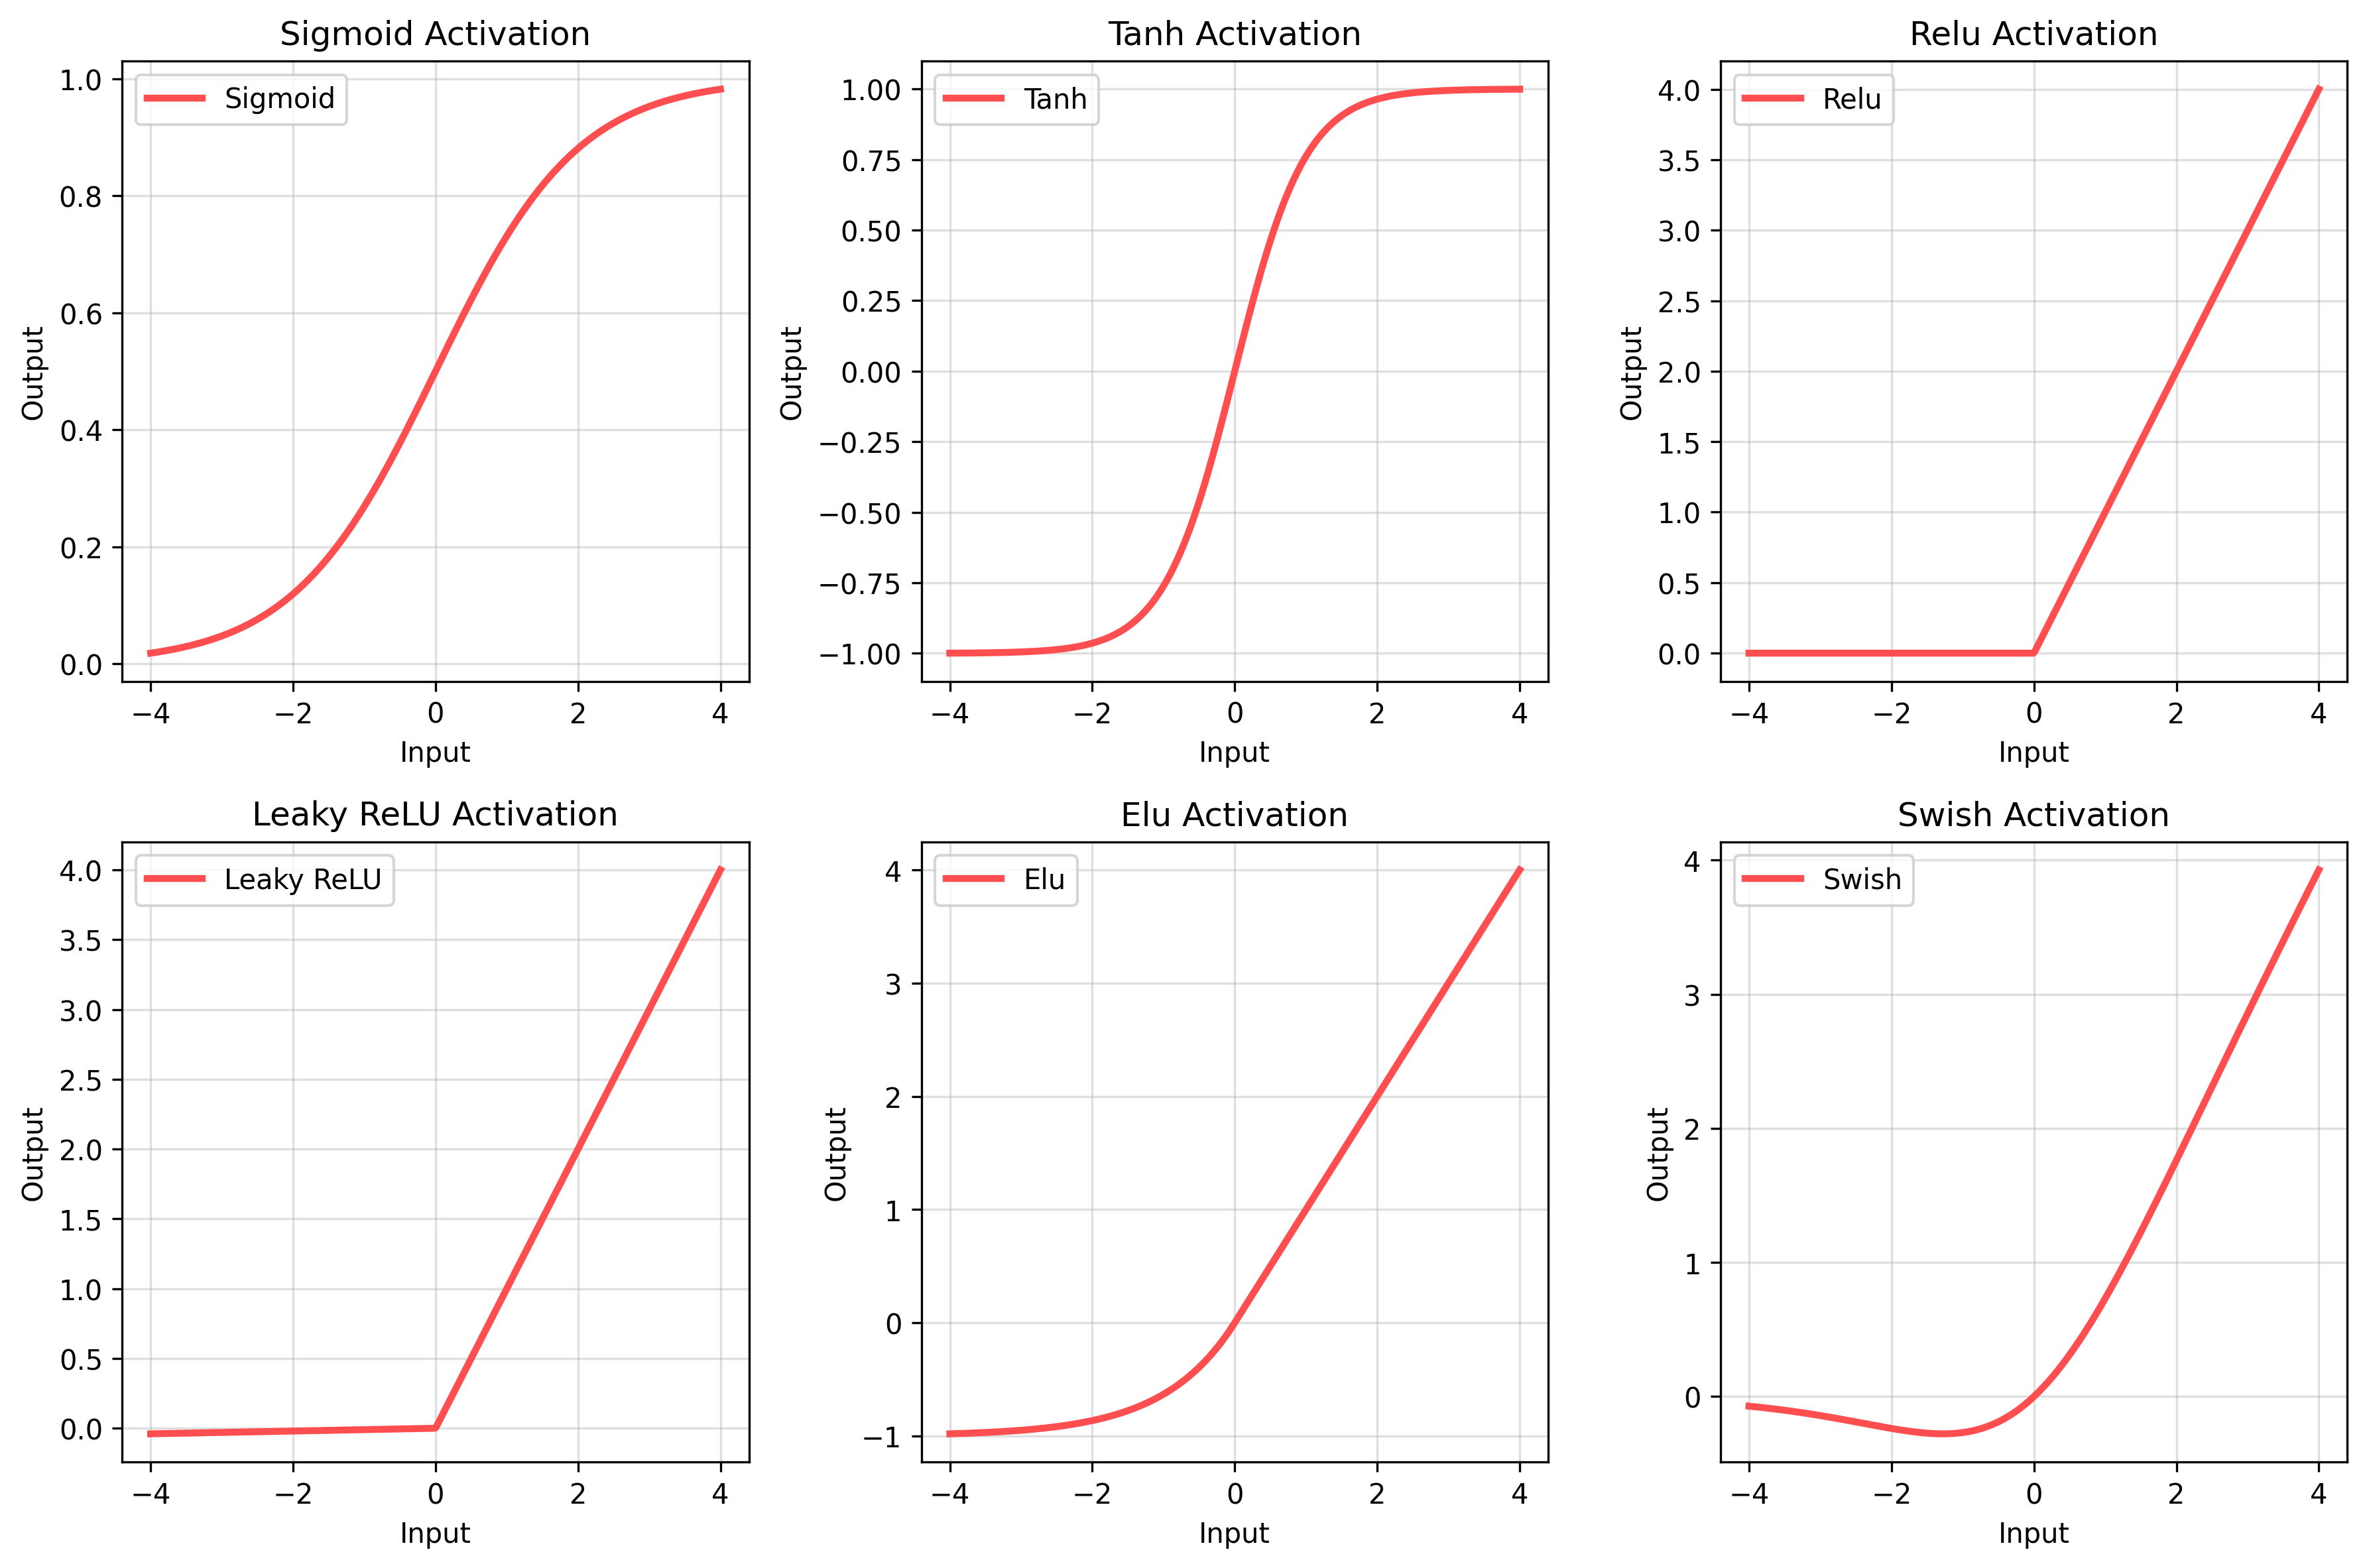 Sigmoid Activation
Sigmoid
1.0
0.8
0.6
0.4
0.2
0.0
Output
−4 −2 0 2 4
Input
Tanh Activation
Tanh
1.00
0.75
0.50
0.25
0.00
−0.25
−0.50
−0.75
−1.00
Output
−4 −2 0 2 4
Input
Relu Activation
Relu
4.0
3.5
3.0
2.5
2.0
1.5
1.0
0.5
0.0
Output
−4 −2 0 2 4
Input
Leaky ReLU Activation
Leaky ReLU
4.0
3.5
3.0
2.5
2.0
1.5
1.0
0.5
0.0
Output
−4 −2 0 2 4
Input
Elu Activation
Elu
4
3
2
1
0
−1
Output
−4 −2 0 2 4
Input
Swish Activation
Swish
4
3
2
1
0
Output
−4 −2 0 2 4
Input